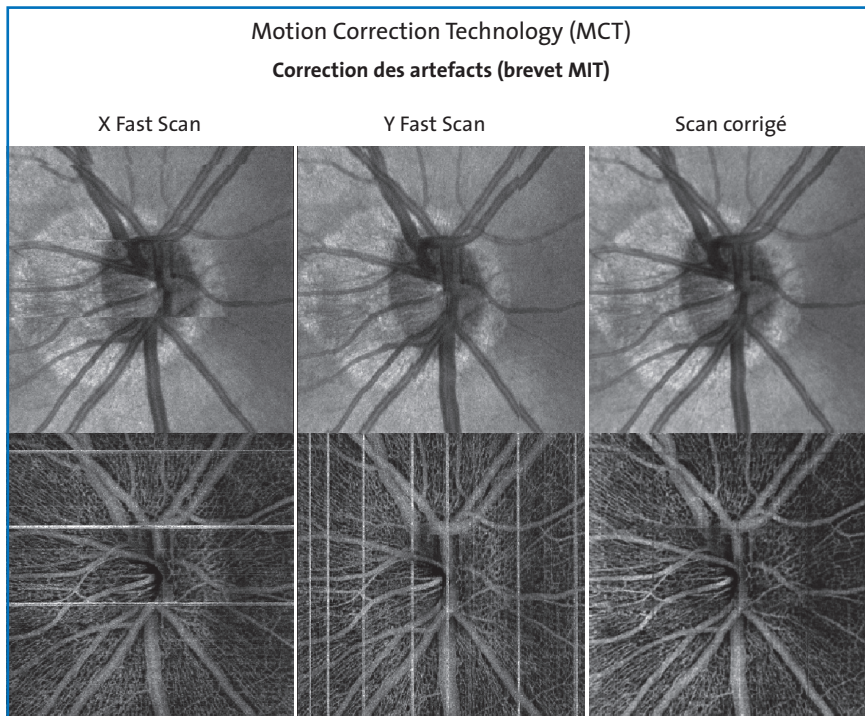 Motion Correction Technology (MCT)
Correction des artefacts (brevet MIT)
X Fast Scan
Y Fast Scan
Scan corrigé